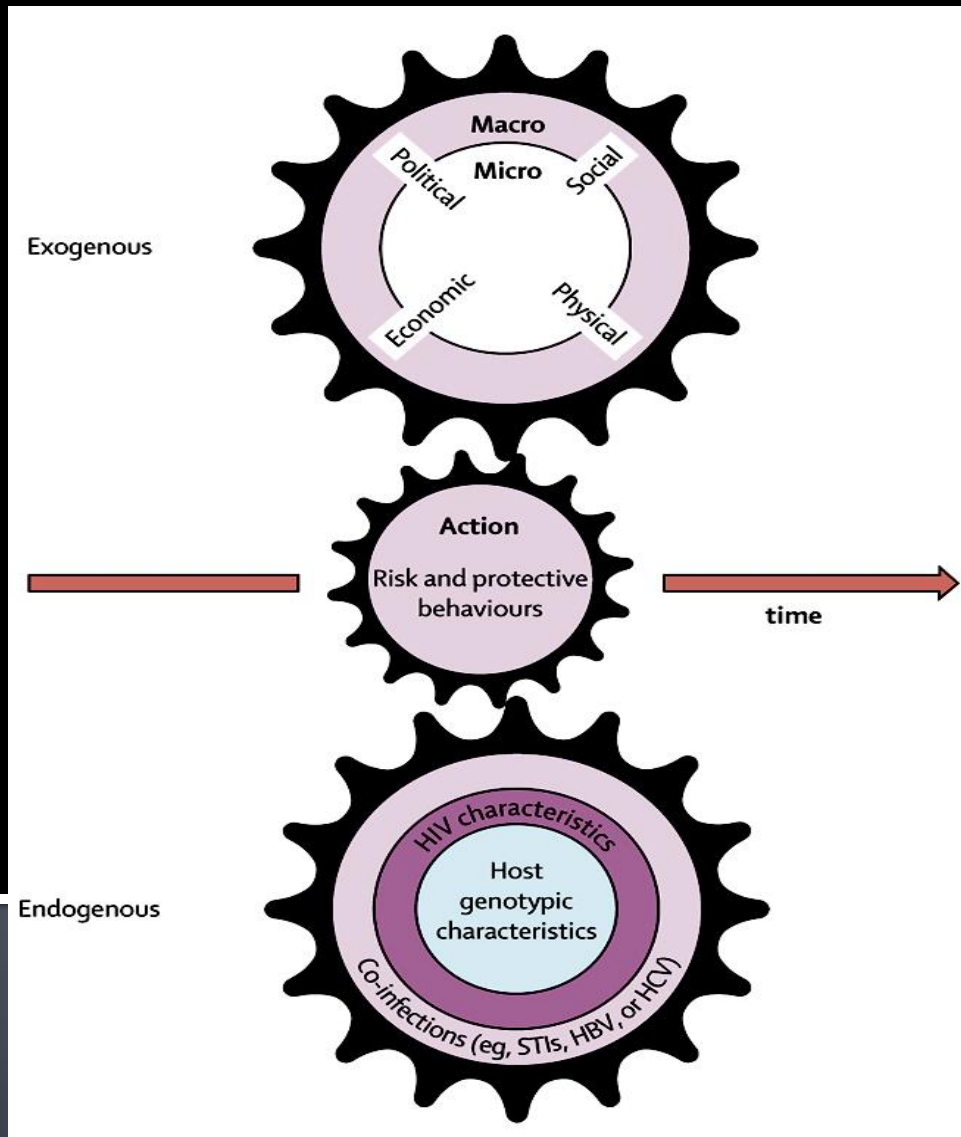 Macro
Political
Social
Micro
Exogenous
Economic
Physical
Action
Risk and protective
behaviours
time
HIV characteristics
Host
genotypic
characteristics
Endogenous
Co-infections (eg, STIs, HBV, or HCV)